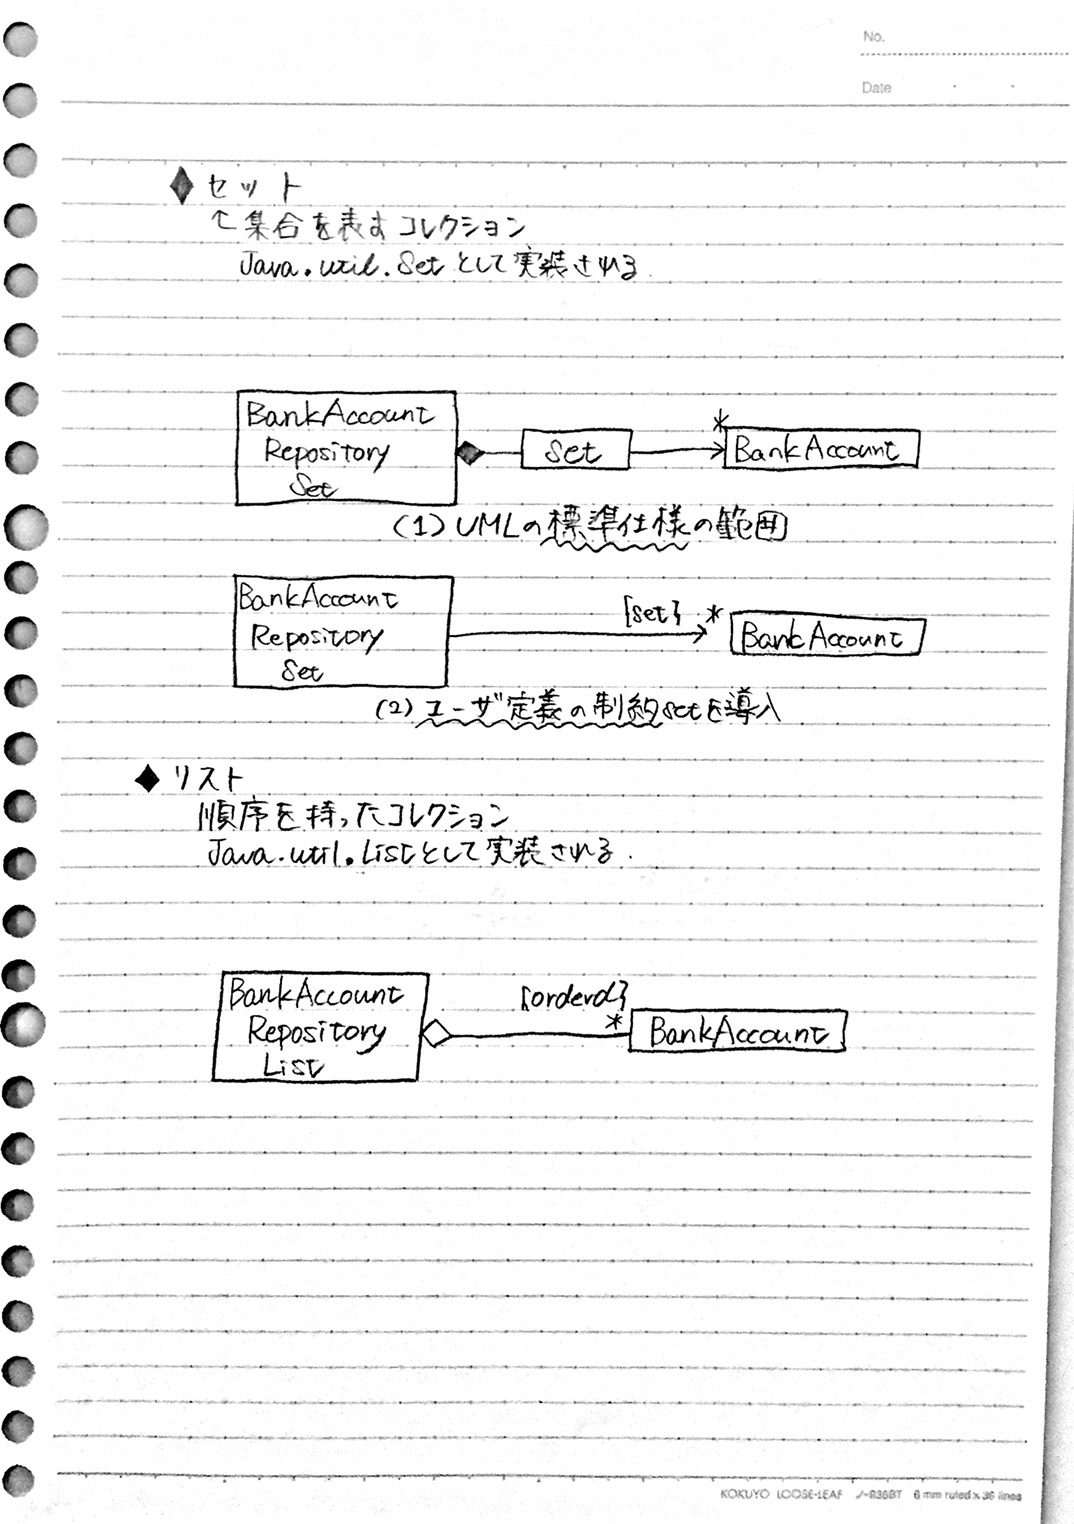 No.
Date
◆ セット
↑集合を表すコレクション
Java.util.Setとして実装される.
BankAccount
Repository
Set
Set
*
BankAccount
(1) UMLの標準仕様の範囲
BankAccount
Repository
Set
{set}
*
BankAccount
(2) ユーザ定義の制約setを導入
◆ リスト
順序を持ったコレクション
Java.util.Listとして実装される.
BankAccount
Repository
List
{orderd}
*
BankAccount
KOKUYO LOOSE-LEAF ノ-836BT 6 mm ruled x 36 lines